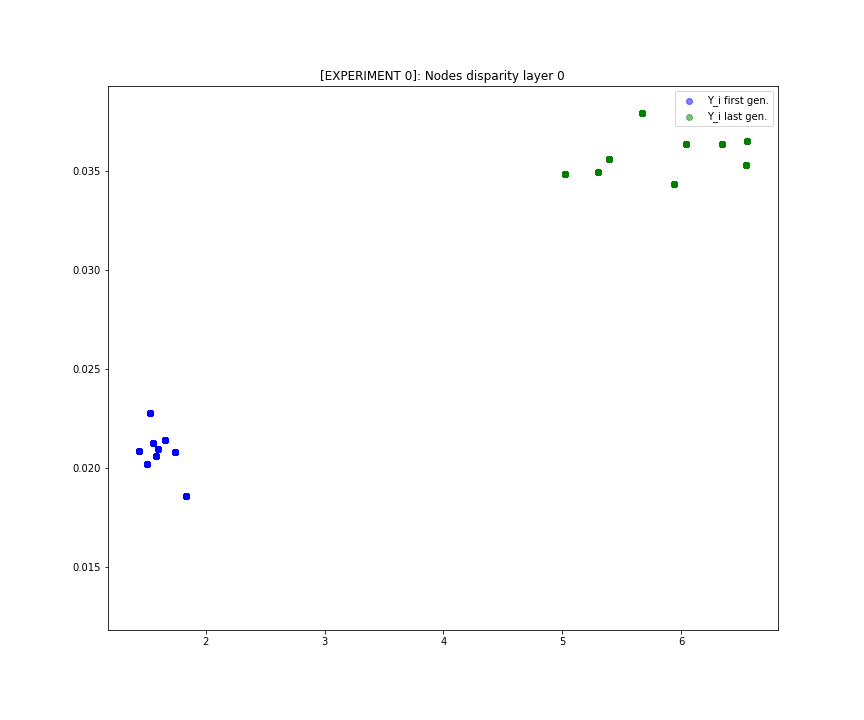 [EXPERIMENT 0]: Nodes disparity layer 0
Y_i first gen.
Y_i last gen.
0.035
0.030
0.025
0.020
0.015
2 3 4 5 6